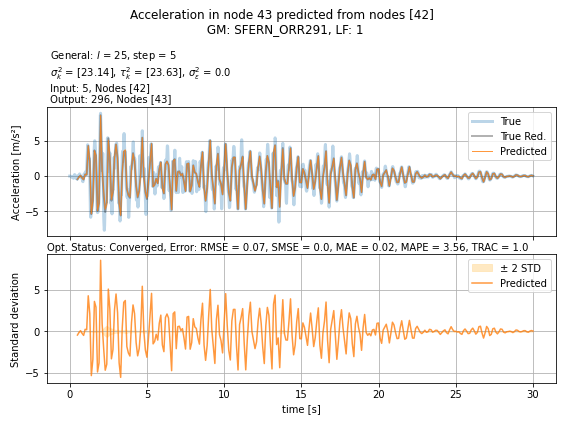 Acceleration in node 43 predicted from nodes [42]
GM: SFERN_ORR291, LF: 1
General: l = 25, step = 5
σ²ₖ = [23.14], τ²ₖ = [23.63], σ²ε = 0.0
Input: 5, Nodes [42]
Output: 296, Nodes [43]
True
True Red.
Predicted
Acceleration [m/s²]
5
0
−5
Opt. Status: Converged, Error: RMSE = 0.07, SMSE = 0.0, MAE = 0.02, MAPE = 3.56, TRAC = 1.0
± 2 STD
Predicted
Standard deviation
5
0
−5
0 5 10 15 20 25 30
time [s]